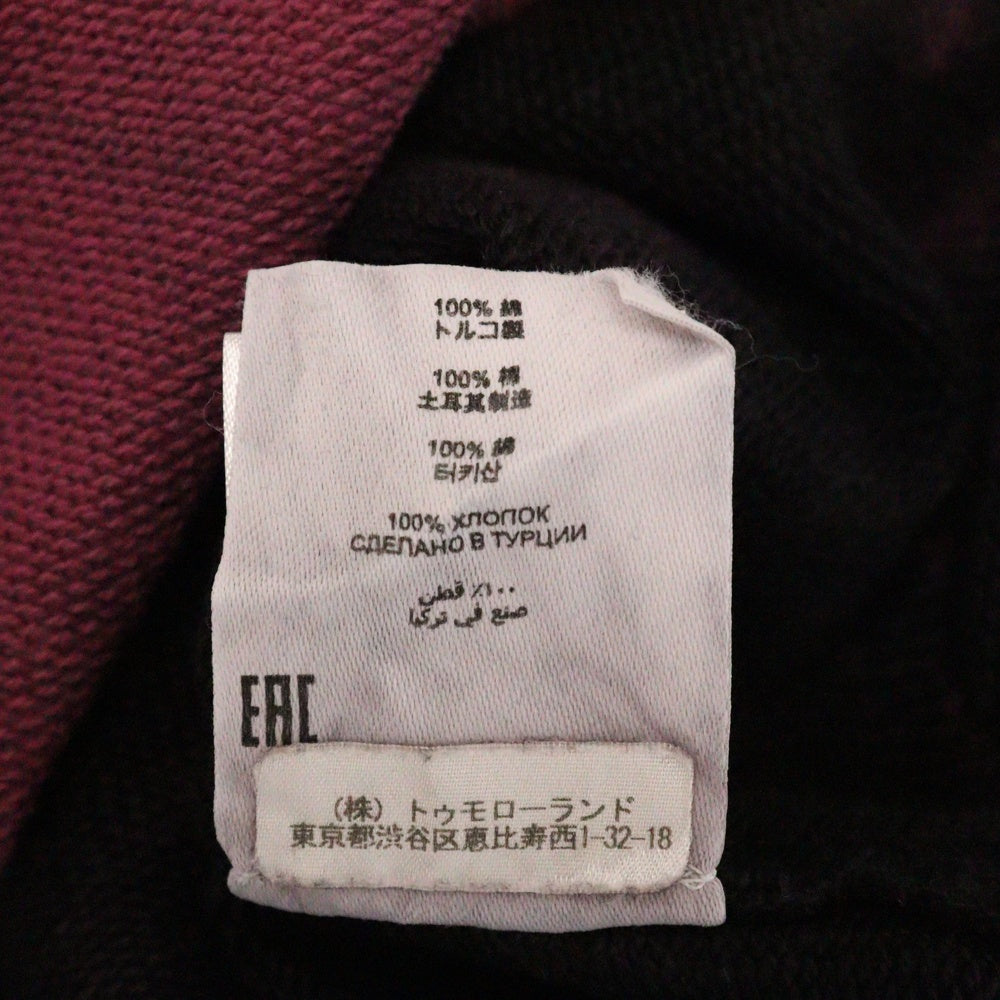 100% 綿
トルコ製
100% 棉
土耳其制造
100% 綿
터키산
100% ХЛОПОК
СДЕЛАНО В ТУРЦИИ
١٠٠٪ قطن
صنع في تركيا
EAC
(株) トゥモローランド
東京都渋谷区恵比寿西1-32-18